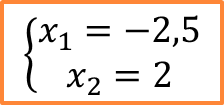 x₁ = −2,5
x₂ = 2